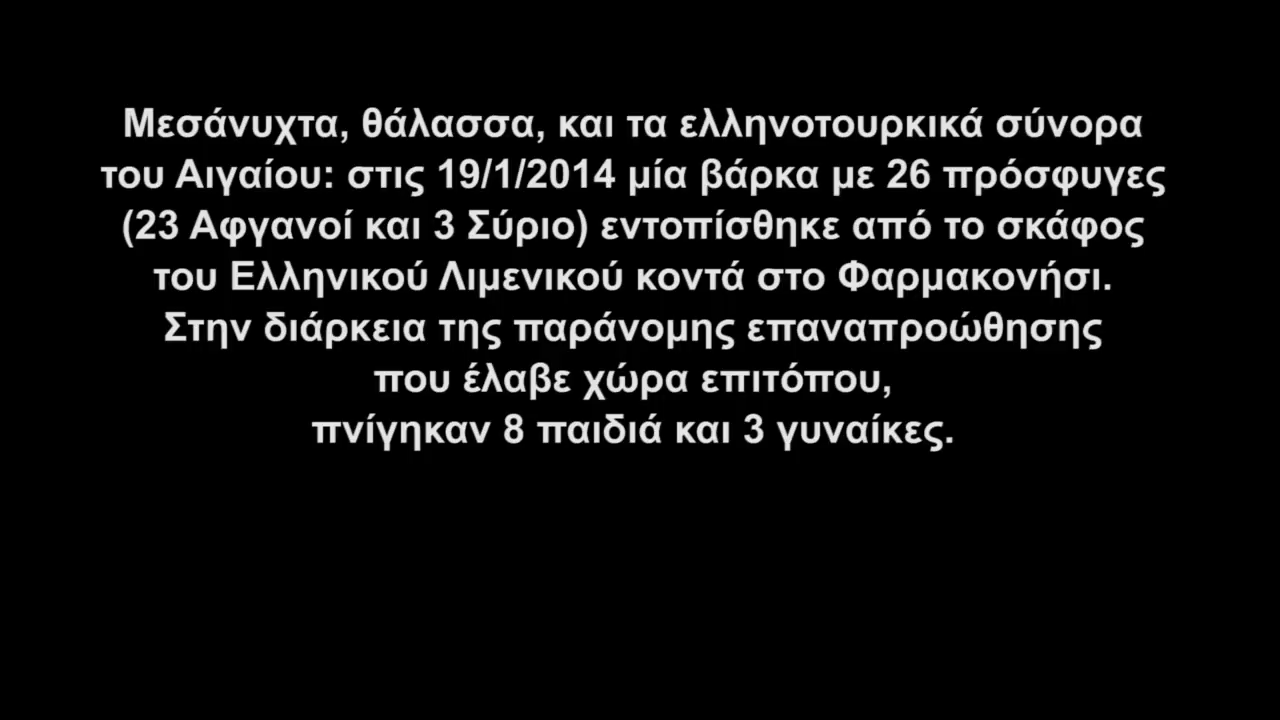 Μεσάνυχτα, θάλασσα, και τα ελληνοτουρκικά σύνορα
του Αιγαίου: στις 19/1/2014 μία βάρκα με 26 πρόσφυγες
(23 Αφγανοί και 3 Σύριο) εντοπίσθηκε από το σκάφος
του Ελληνικού Λιμενικού κοντά στο Φαρμακονήσι.
Στην διάρκεια της παράνομης επαναπροώθησης
που έλαβε χώρα επιτόπου,
πνίγηκαν 8 παιδιά και 3 γυναίκες.